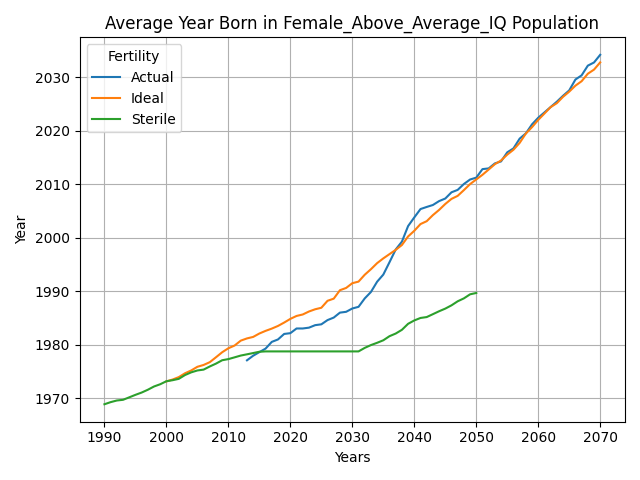 Average Year Born in Female_Above_Average_IQ Population
Fertility
Actual
Ideal
Sterile
Year
2030
2020
2010
2000
1990
1980
1970
1990 2000 2010 2020 2030 2040 2050 2060 2070
Years